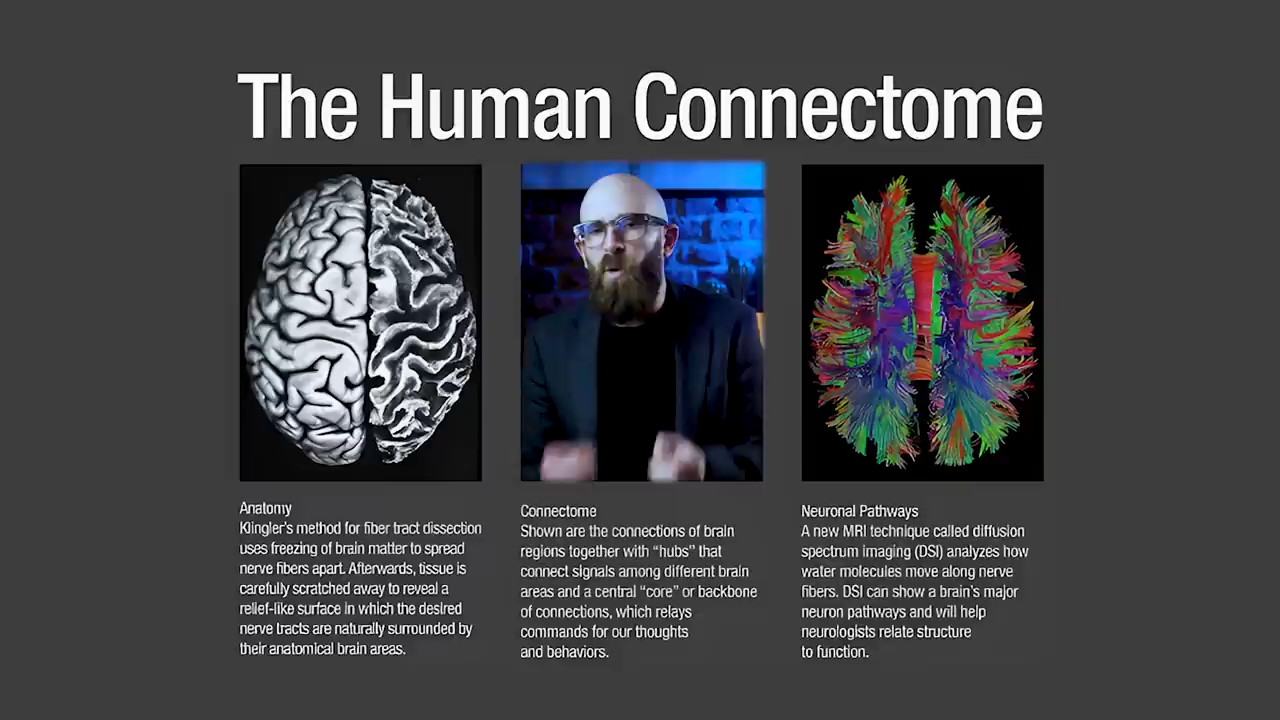 The Human Connectome
Anatomy
Klingler's method for fiber tract dissection
uses freezing of brain matter to spread
nerve fibers apart. Afterwards, tissue is
carefully scratched away to reveal a
relief-like surface in which the desired
nerve tracts are naturally surrounded by
their anatomical brain areas.
Connectome
Shown are the connections of brain
regions together with “hubs” that
connect signals among different brain
areas and a central “core” or backbone
of connections, which relays
commands for our thoughts
and behaviors.
Neuronal Pathways
A new MRI technique called diffusion
spectrum imaging (DSI) analyzes how
water molecules move along nerve
fibers. DSI can show a brain's major
neuron pathways and will help
neurologists relate structure
to function.